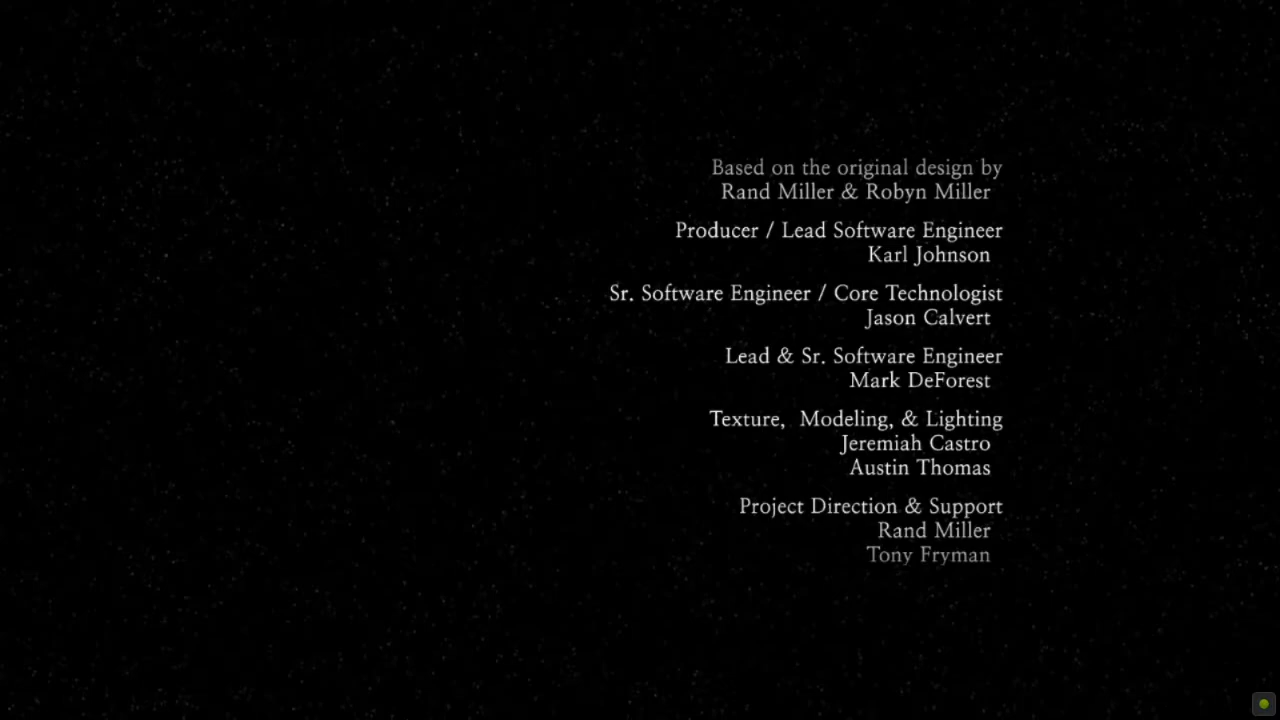 Based on the original design by
Rand Miller & Robyn Miller
Producer / Lead Software Engineer
Karl Johnson
Sr. Software Engineer / Core Technologist
Jason Calvert
Lead & Sr. Software Engineer
Mark DeForest
Texture, Modeling, & Lighting
Jeremiah Castro
Austin Thomas
Project Direction & Support
Rand Miller
Tony Fryman